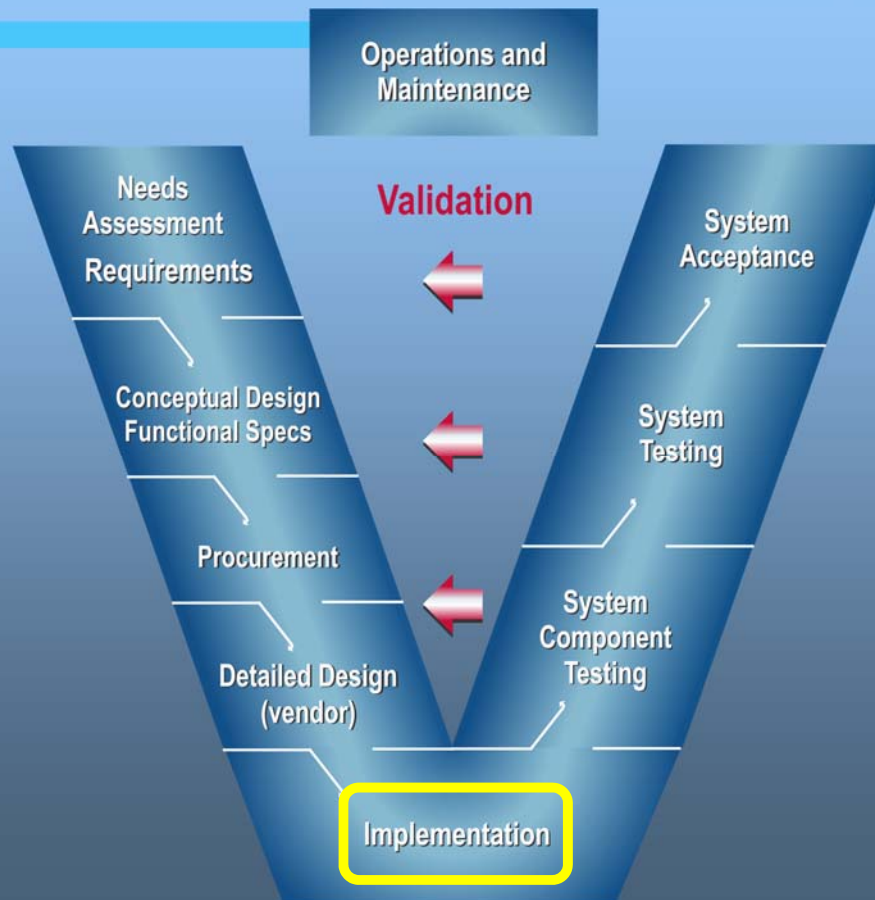 Operations and
Maintenance
Needs
Assessment
Requirements
Validation
System
Acceptance
Conceptual Design
Functional Specs
System
Testing
Procurement
System
Component
Testing
Detailed Design
(vendor)
Implementation